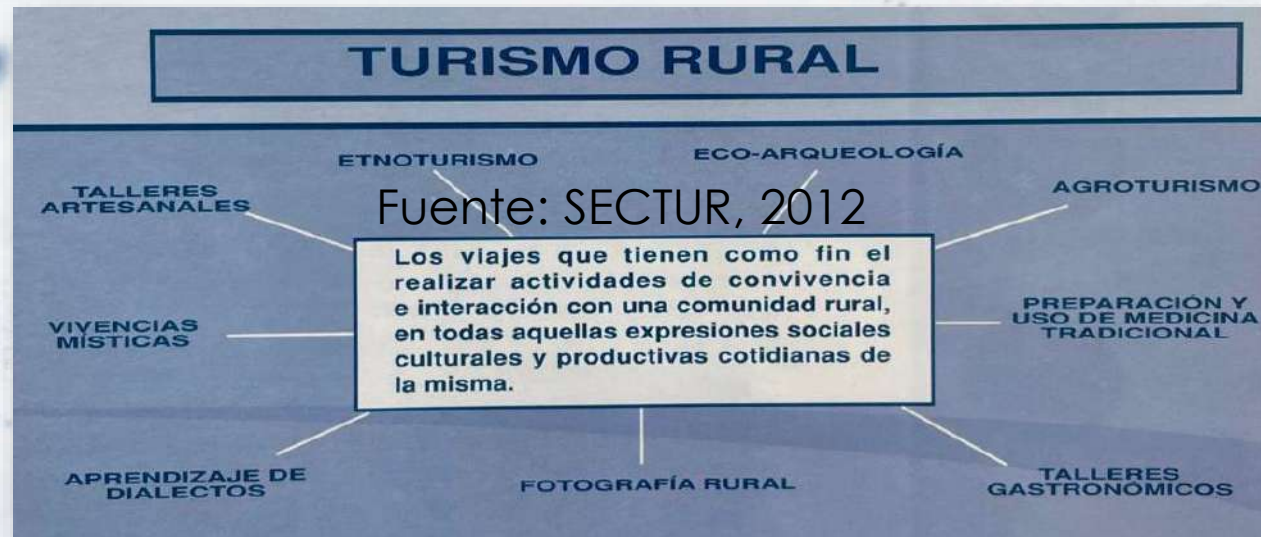 TURISMO RURAL
ETNOTURISMO
ECO-ARQUEOLOGÍA
TALLERES
ARTESANALES
AGROTURISMO
Fuente: SECTUR, 2012
Los viajes que tienen como fin el
realizar actividades de convivencia
e interacción con una comunidad rural,
en todas aquellas expresiones sociales
culturales y productivas cotidianas de
la misma.
VIVENCIAS
MÍSTICAS
PREPARACIÓN Y
USO DE MEDICINA
TRADICIONAL
APRENDIZAJE DE
DIALECTOS
FOTOGRAFÍA RURAL
TALLERES
GASTRONÓMICOS